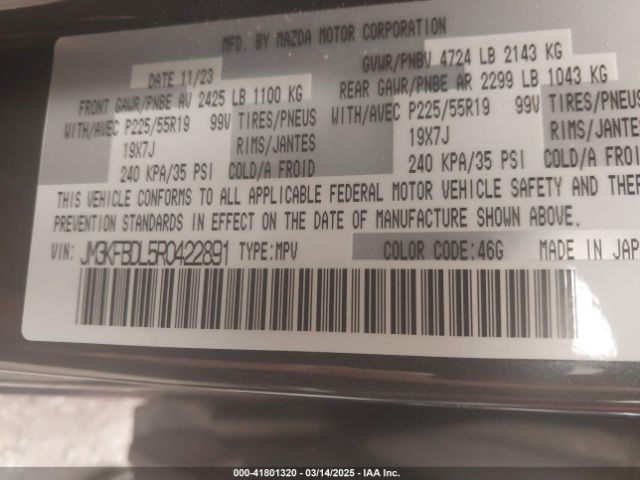 MFD. BY MAZDA MOTOR CORPORATION
DATE 11/23
GVWR/PNBV 4724 LB 2143 KG
FRONT GAWR/PNBE AV 2425 LB 1100 KG
REAR GAWR/PNBE AR 2299 LB 1043 KG
WITH/AVEC P225/55R19 99V TIRES/PNEUS
WITH/AVEC P225/55R19 99V TIRES/PNEUS
19X7J RIMS/JANTES
19X7J RIMS/JANTES
240 KPA/35 PSI COLD/A FROID
240 KPA/35 PSI COLD/A FROID
THIS VEHICLE CONFORMS TO ALL APPLICABLE FEDERAL MOTOR VEHICLE SAFETY AND THEF
PREVENTION STANDARDS IN EFFECT ON THE DATE OF MANUFACTURE SHOWN ABOVE.
VIN: JM3KFBDL5R0422891 TYPE:MPV COLOR CODE:46G MADE IN JAP
000-41801320 | 03/14/2025 | IAA Inc.